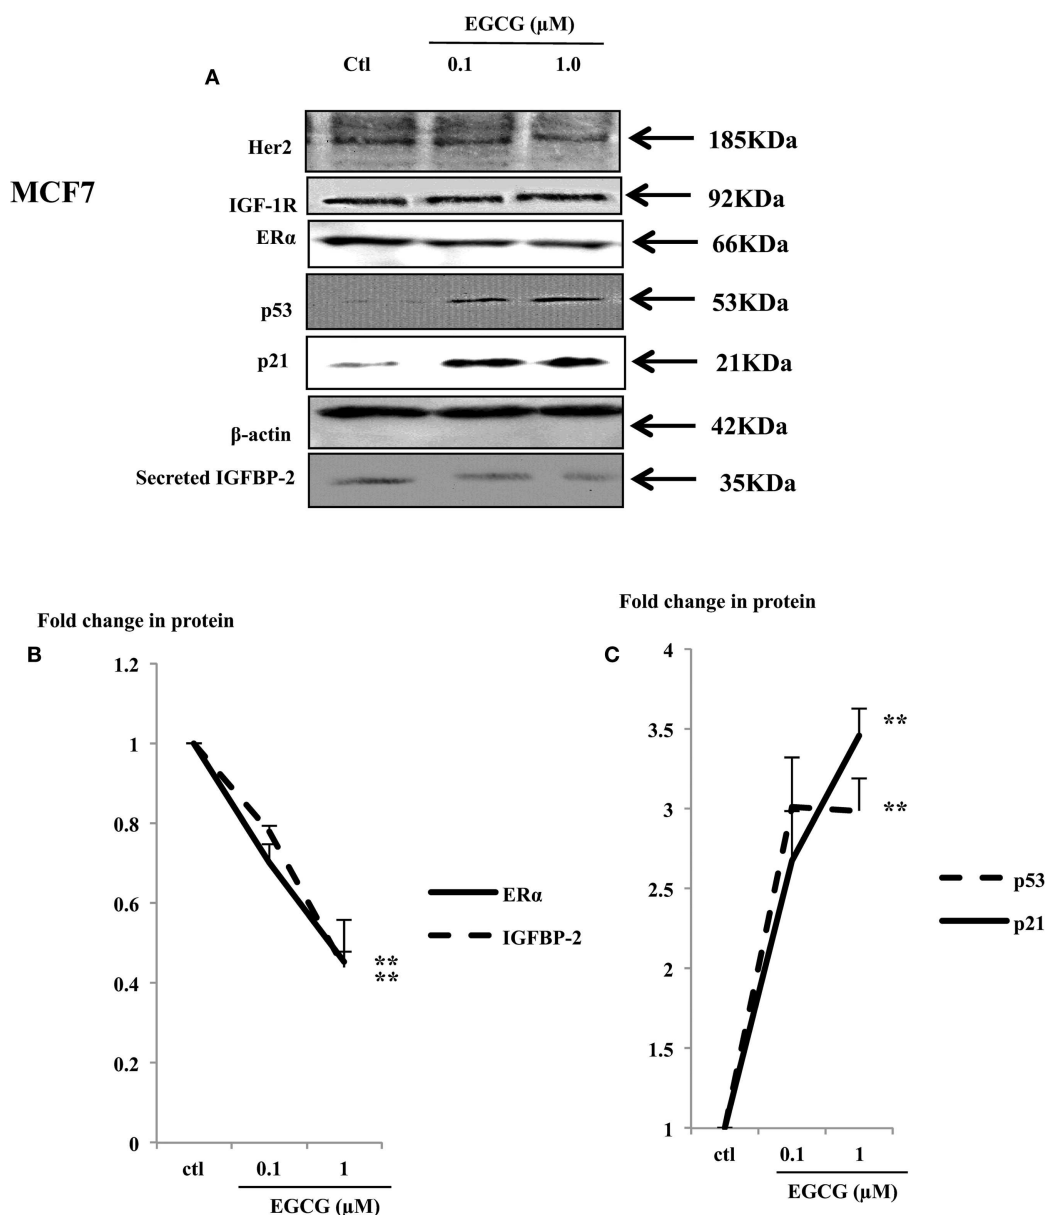 EGCG (µM)
A Ctl 0.1 1.0
MCF7
Her2 185KDa
IGF-1R 92KDa
ERα 66KDa
p53 53KDa
p21 21KDa
β-actin 42KDa
Secreted IGFBP-2 35KDa
Fold change in protein
B
1.2
1
0.8
0.6
0.4
0.2
0
**
**
ERα
IGFBP-2
ctl 0.1 1
EGCG (µM)
Fold change in protein
C
4
3.5
3
2.5
2
1.5
1
**
**
p53
p21
ctl 0.1 1
EGCG (µM)